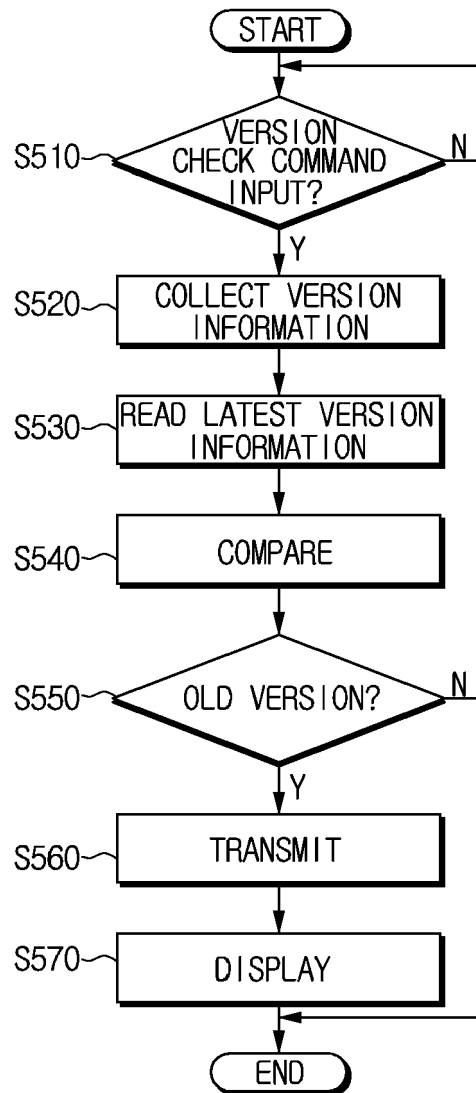 START
VERSION
S510
CHECK COMMAND
N
INPUT?
Y
S520
COLLECT VERSION
INFORMATION
S530
READ LATEST VERSION
INFORMATION
S540
COMPARE
S550
OLD VERSION?
N
Y
S560
TRANSMIT
S570
DISPLAY
END